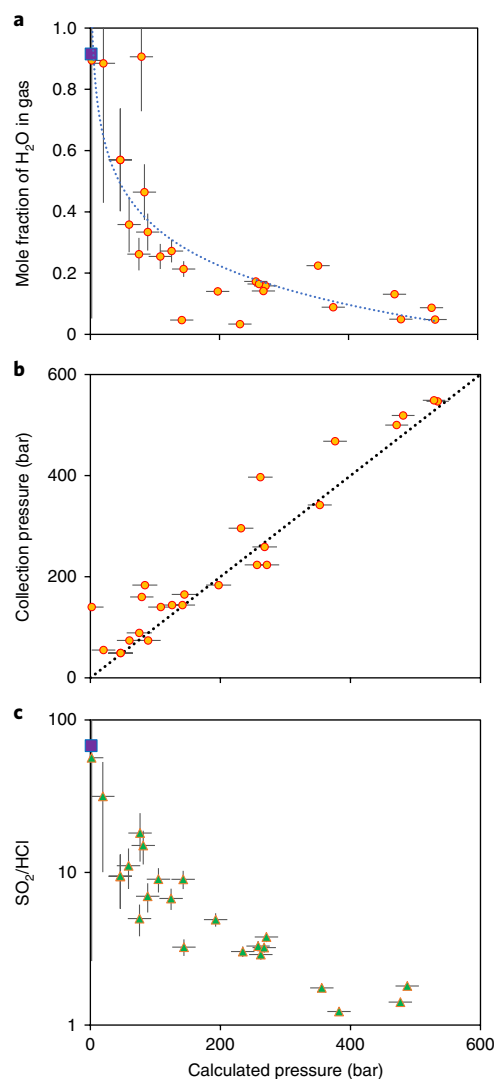 a
1.0
0.8
0.6
0.4
0.2
0
Mole fraction of H₂O in gas
b
600
400
200
0
Collection pressure (bar)
c
100
10
1
SO₂/HCl
0
200
400
600
Calculated pressure (bar)